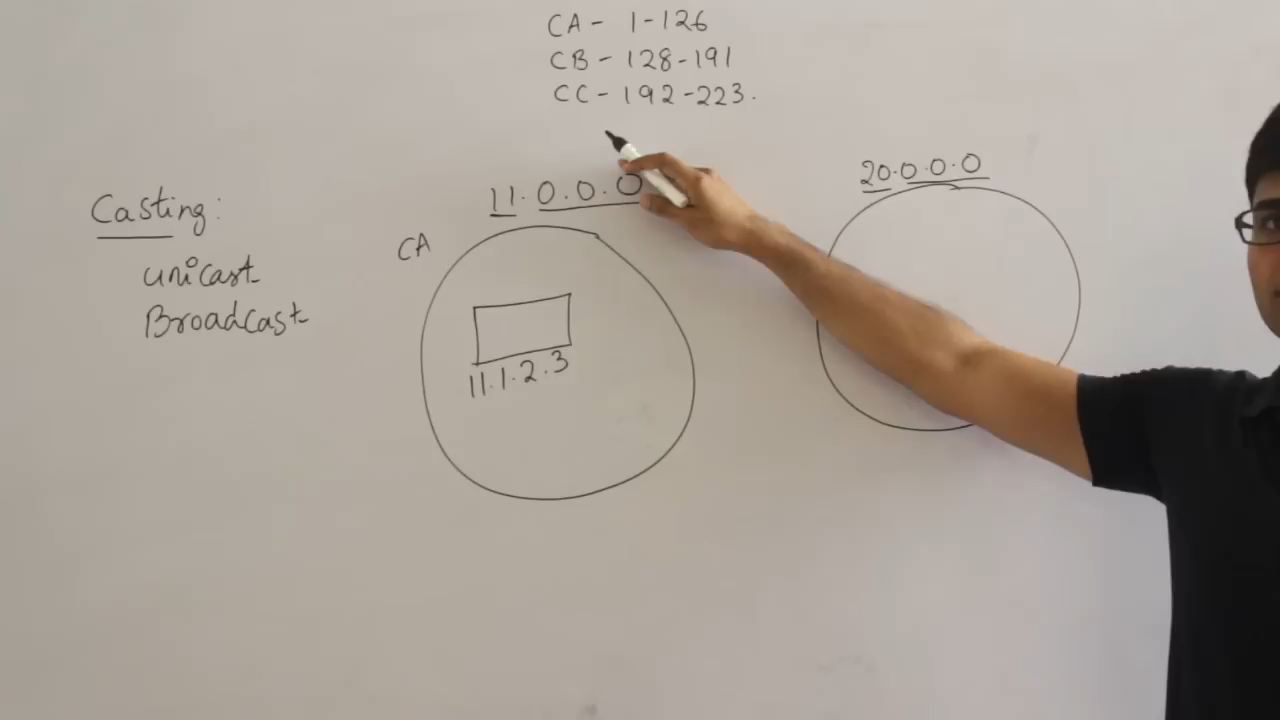 CA - 1-126
CB - 128-191
CC - 192-223.
Casting:
unicast
Broadcast
11.0.0.0
CA
11.1.2.3
20.0.0.0